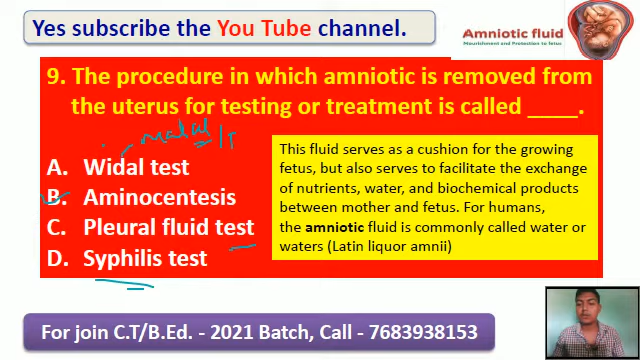 Yes subscribe the You Tube channel.
Amniotic fluid
Nourishment and Protection to fetus
9. The procedure in which amniotic is removed from
the uterus for testing or treatment is called ____.
A. Widal test
B. Aminocentesis
C. Pleural fluid test
D. Syphilis test
This fluid serves as a cushion for the growing
fetus, but also serves to facilitate the exchange
of nutrients, water, and biochemical products
between mother and fetus. For humans,
the amniotic fluid is commonly called water or
waters (Latin liquor amnii)
For join C.T/B.Ed. - 2021 Batch, Call - 7683938153